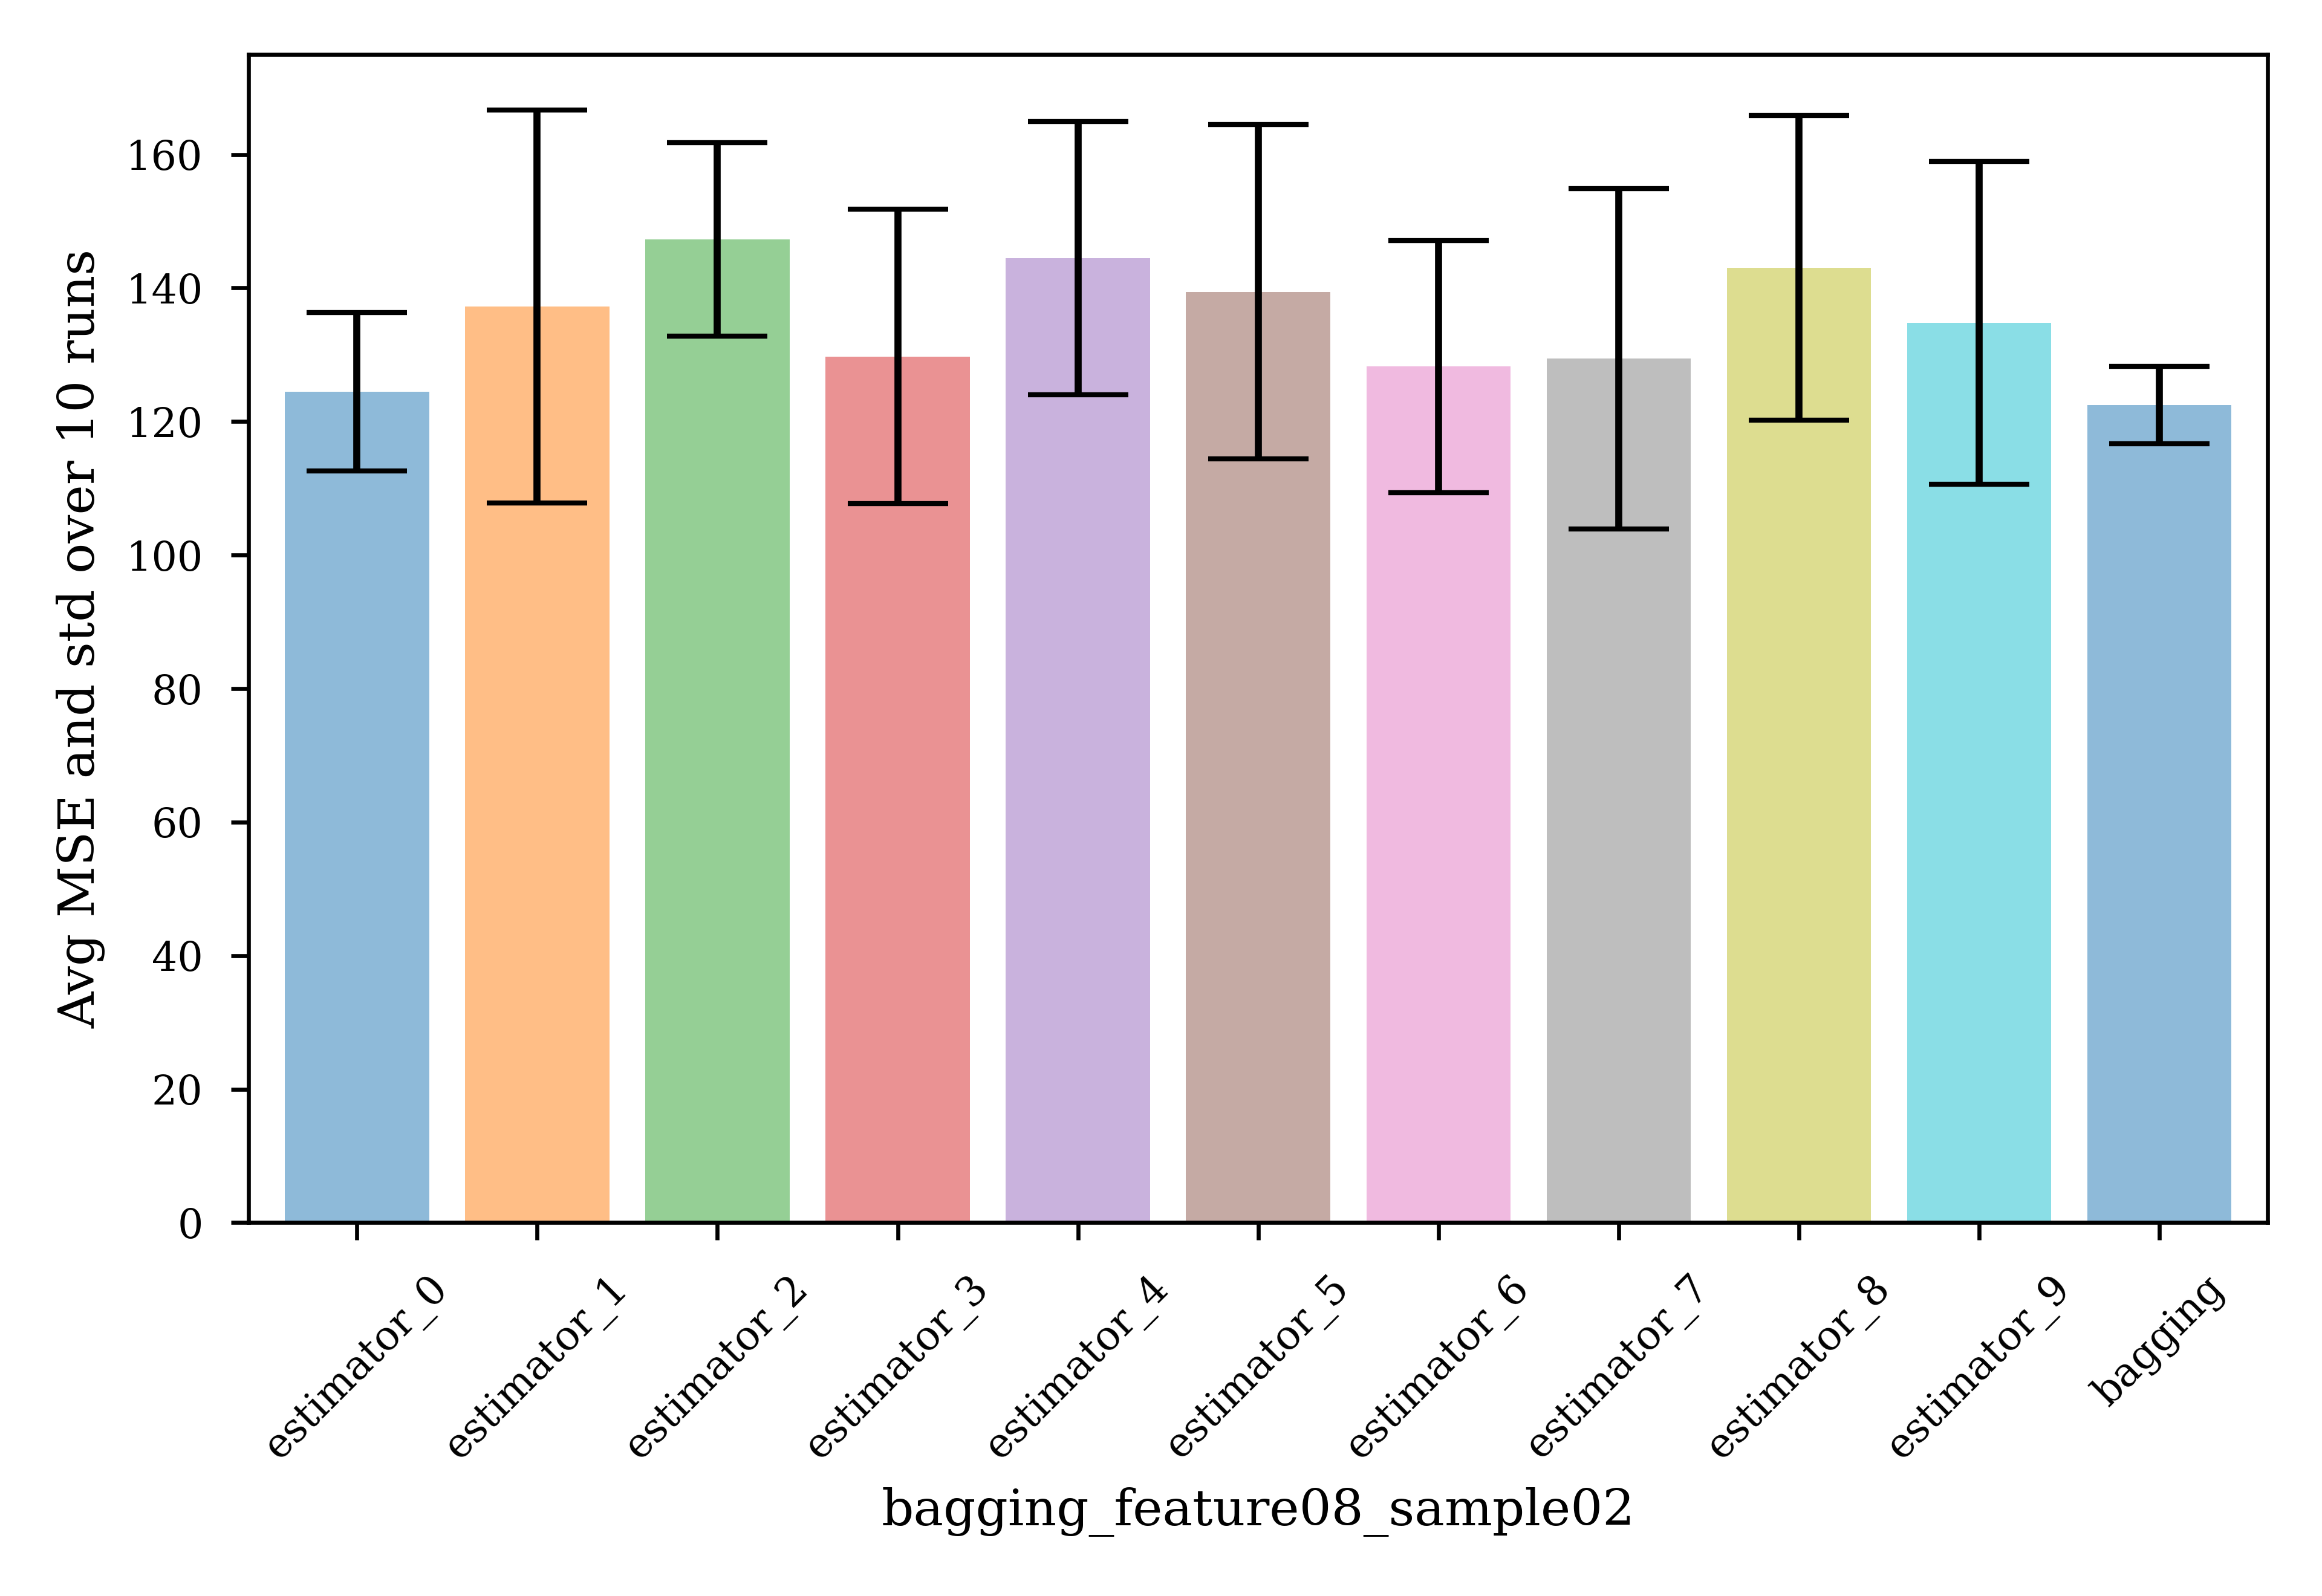 Avg MSE and std over 10 runs
160
140
120
100
80
60
40
20
0
estimator_0
estimator_1
estimator_2
estimator_3
estimator_4
estimator_5
estimator_6
estimator_7
estimator_8
estimator_9
bagging
bagging_feature08_sample02